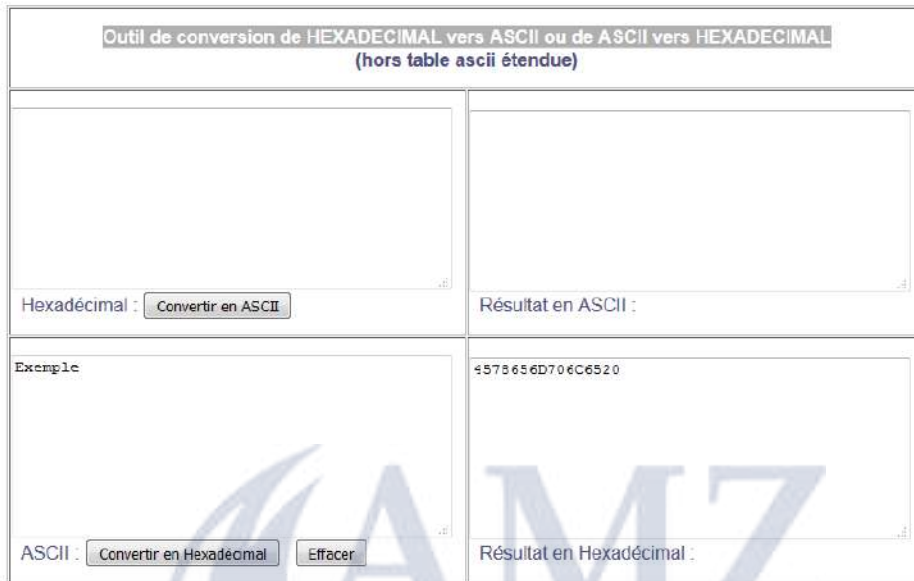 Outil de conversion de HEXADECIMAL vers ASCII ou de ASCII vers HEXADECIMAL
(hors table ascii étendue)
Hexadécimal : Convertir en ASCII
Résultat en ASCII :
Exemple
4578656D706C6520
ASCII : Convertir en Hexadécimal Effacer
Résultat en Hexadécimal :
AMZ